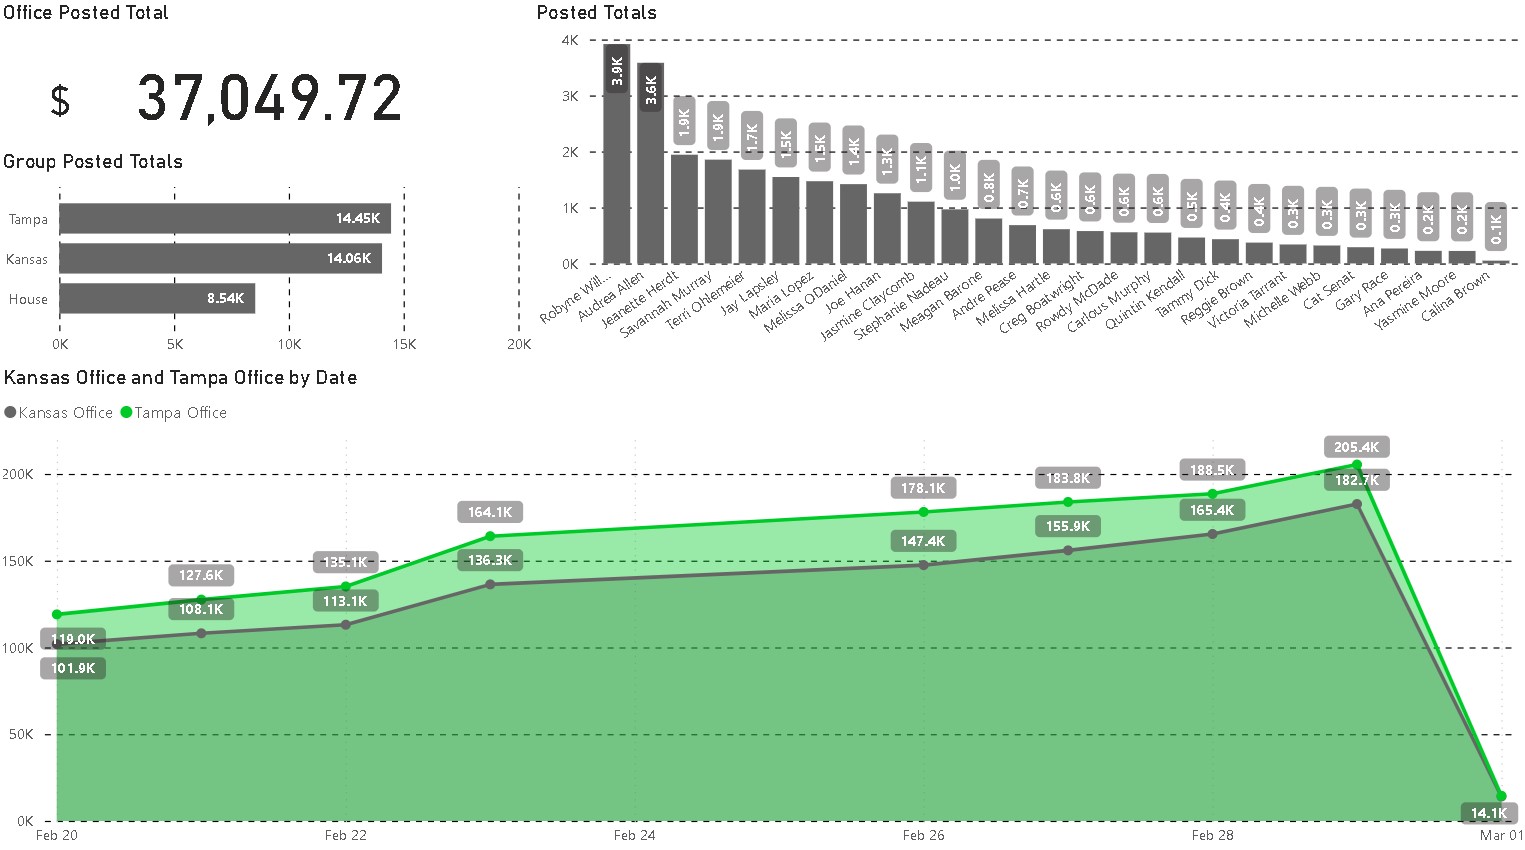 Office Posted Total
$ 37,049.72
Group Posted Totals
Tampa 14.45K
Kansas 14.06K
House 8.54K
0K 5K 10K 15K 20K
Posted Totals
4K
3K
2K
1K
0K
3.9K 3.6K 1.9K 1.9K 1.7K 1.5K 1.5K 1.4K 1.3K 1.1K 1.0K 0.8K 0.7K 0.6K 0.6K 0.6K 0.6K 0.5K 0.4K 0.4K 0.3K 0.3K 0.3K 0.3K 0.2K 0.2K 0.1K
Robyne Will...
Audrea Allen
Jeanette Herdt
Savannah Murray
Terri Ohlemeier
Jay Lapsley
Maria Lopez
Melissa ODaniel
Joe Hanan
Jasmine Claycomb
Stephanie Nadeau
Meagan Barone
Andre Pease
Melissa Hartle
Creg Boatwright
Rowdy McDade
Carlous Murphy
Quintin Kendall
Tammy Dick
Reggie Brown
Victoria Tarrant
Michelle Webb
Cat Senat
Gary Race
Ana Pereira
Yasmine Moore
Calina Brown
Kansas Office and Tampa Office by Date
Kansas Office Tampa Office
200K
150K
100K
50K
0K
119.0K 127.6K 135.1K 164.1K 178.1K 183.8K 188.5K 205.4K
101.9K 108.1K 113.1K 136.3K 147.4K 155.9K 165.4K 182.7K 14.1K
Feb 20 Feb 22 Feb 24 Feb 26 Feb 28 Mar 01